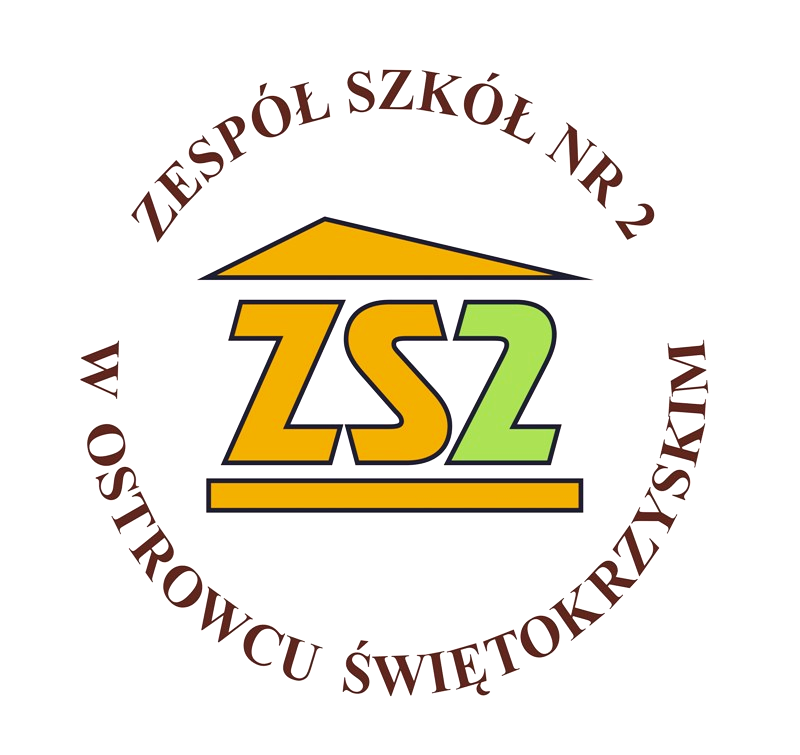 ZESPÓŁ SZKÓŁ NR 2
ZS2
W OSTROWCU ŚWIĘTOKRZYSKIM